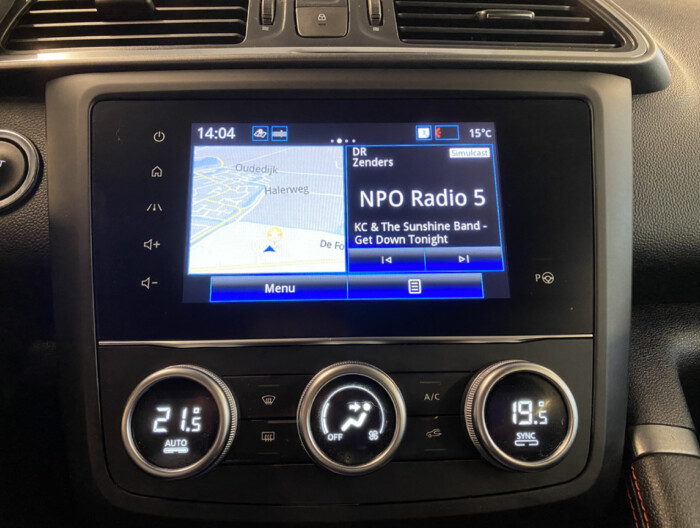 14:04
15°C
Oudedijk
Halerweg
De Fo
DR
Simulcast
Zenders
NPO Radio 5
KC & The Sunshine Band -
Get Down Tonight
Menu
P
21.5°
AUTO
OFF
A/C
19.5°
SYNC